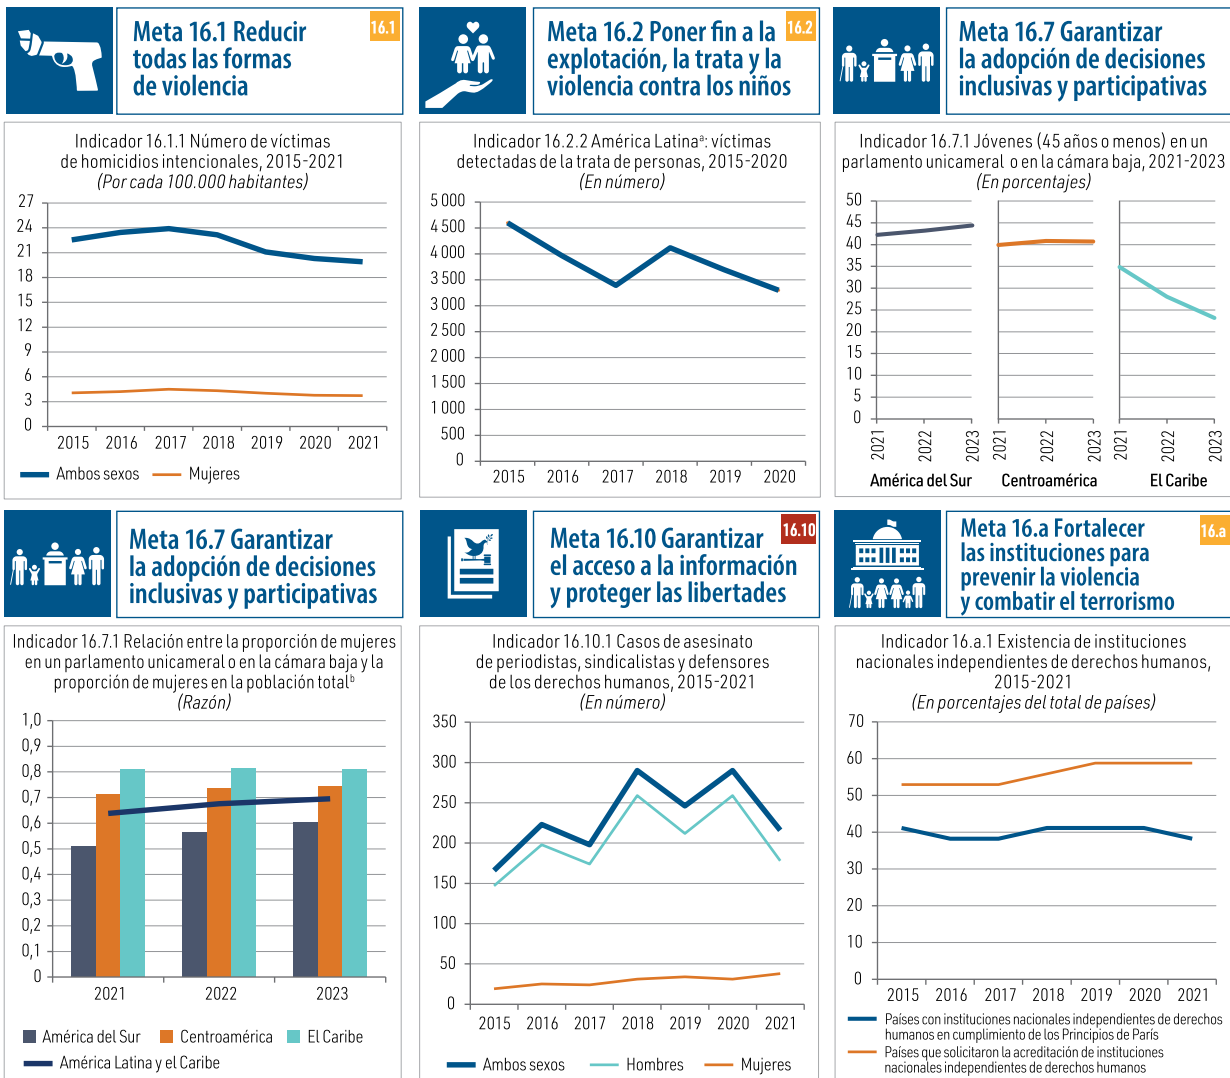 Meta 16.1 Reducir
todas las formas
de violencia
16.1
Indicador 16.1.1 Número de víctimas
de homicidios intencionales, 2015-2021
(Por cada 100.000 habitantes)
27
24
21
18
15
12
9
6
3
0
2015 2016 2017 2018 2019 2020 2021
Ambos sexos Mujeres
Meta 16.2 Poner fin a la
explotación, la trata y la
violencia contra los niños
16.2
Indicador 16.2.2 América Latinaᵃ: víctimas
detectadas de la trata de personas, 2015-2020
(En número)
5 000
4 500
4 000
3 500
3 000
2 500
2 000
1 500
1 000
500
0
2015 2016 2017 2018 2019 2020
Meta 16.7 Garantizar
la adopción de decisiones
inclusivas y participativas
Indicador 16.7.1 Jóvenes (45 años o menos) en un
parlamento unicameral o en la cámara baja, 2021-2023
(En porcentajes)
50
45
40
35
30
25
20
15
10
5
0
2021 2022 2023 2021 2022 2023 2021 2022 2023
América del Sur Centroamérica El Caribe
Meta 16.7 Garantizar
la adopción de decisiones
inclusivas y participativas
Indicador 16.7.1 Relación entre la proporción de mujeres
en un parlamento unicameral o en la cámara baja y la
proporción de mujeres en la población totalᵇ
(Razón)
1,0
0,9
0,8
0,7
0,6
0,5
0,4
0,3
0,2
0,1
0
2021 2022 2023
América del Sur Centroamérica El Caribe
América Latina y el Caribe
Meta 16.10 Garantizar
el acceso a la información
y proteger las libertades
16.10
Indicador 16.10.1 Casos de asesinato
de periodistas, sindicalistas y defensores
de los derechos humanos, 2015-2021
(En número)
350
300
250
200
150
100
50
0
2015 2016 2017 2018 2019 2020 2021
Ambos sexos Hombres Mujeres
Meta 16.a Fortalecer
las instituciones para
prevenir la violencia
y combatir el terrorismo
16.a
Indicador 16.a.1 Existencia de instituciones
nacionales independientes de derechos humanos,
2015-2021
(En porcentajes del total de países)
70
60
50
40
30
20
10
0
2015 2016 2017 2018 2019 2020 2021
Países con instituciones nacionales independientes de derechos
humanos en cumplimiento de los Principios de París
Países que solicitaron la acreditación de instituciones
nacionales independientes de derechos humanos